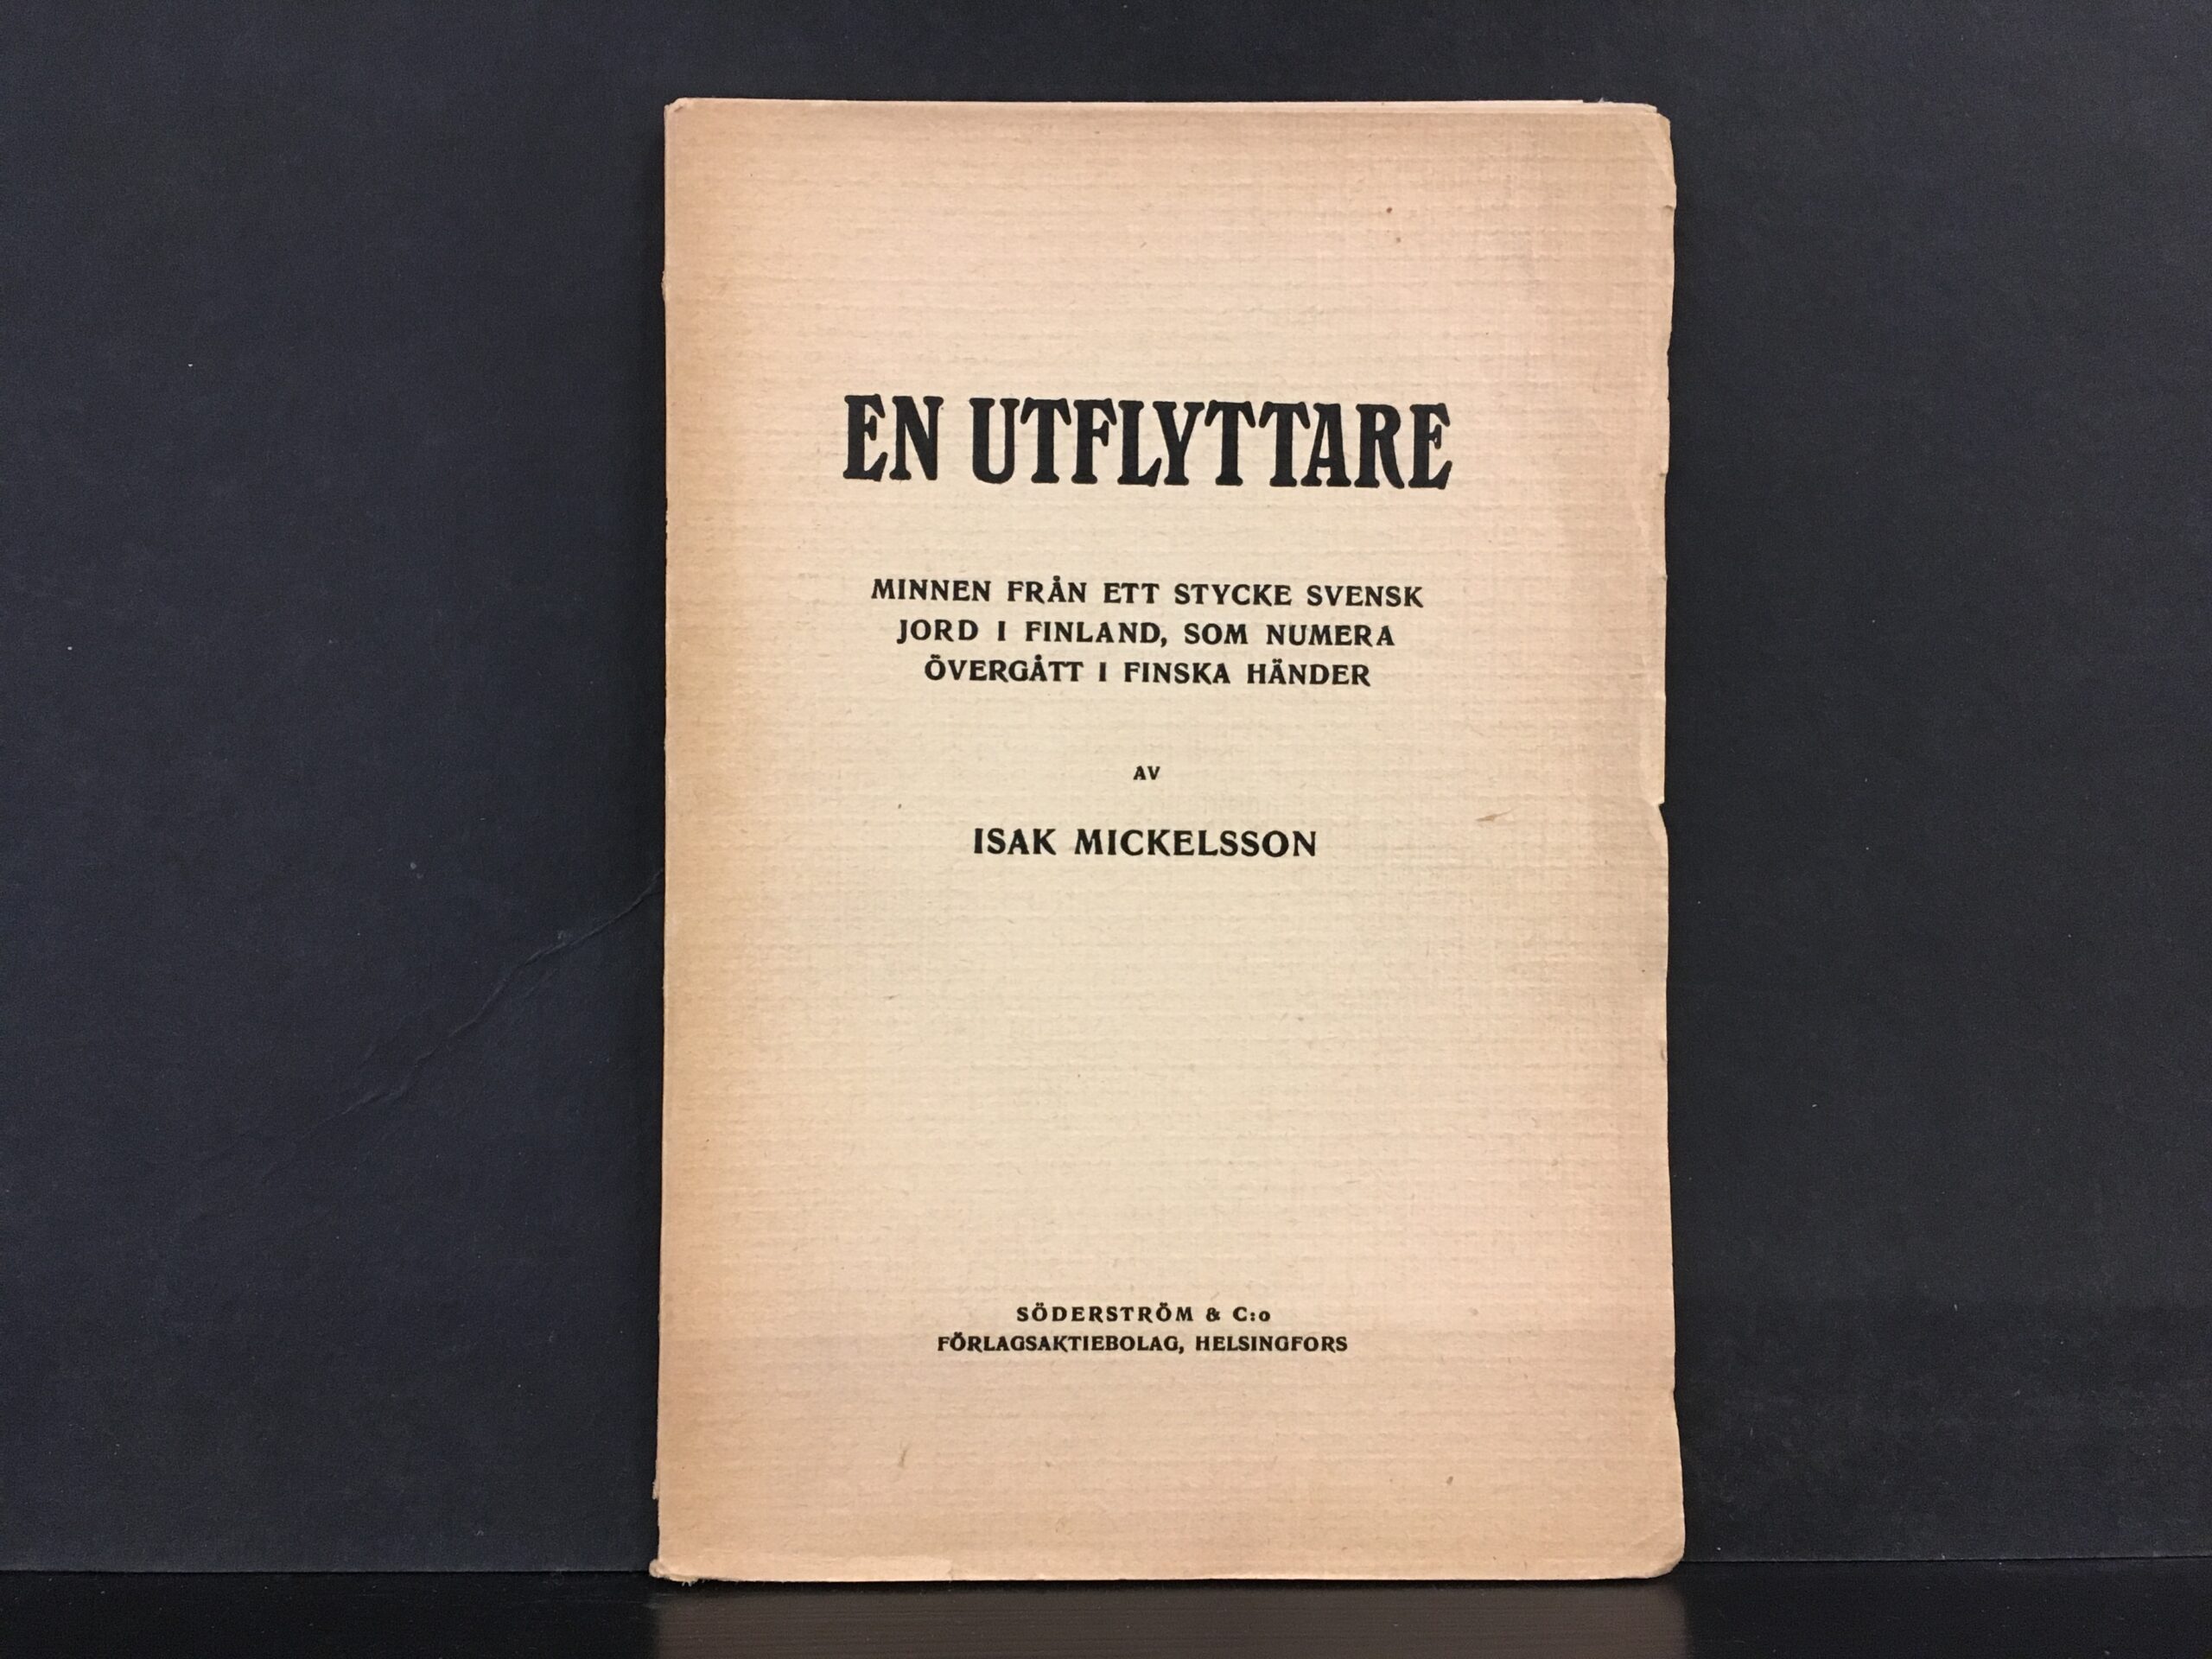 EN UTFLYTTARE
MINNEN FRÅN ETT STYCKE SVENSK
JORD I FINLAND, SOM NUMERA
ÖVERGÅTT I FINSKA HÄNDER
AV
ISAK MICKELSSON
SÖDERSTRÖM & C:o
FÖRLAGSAKTIEBOLAG, HELSINGFORS